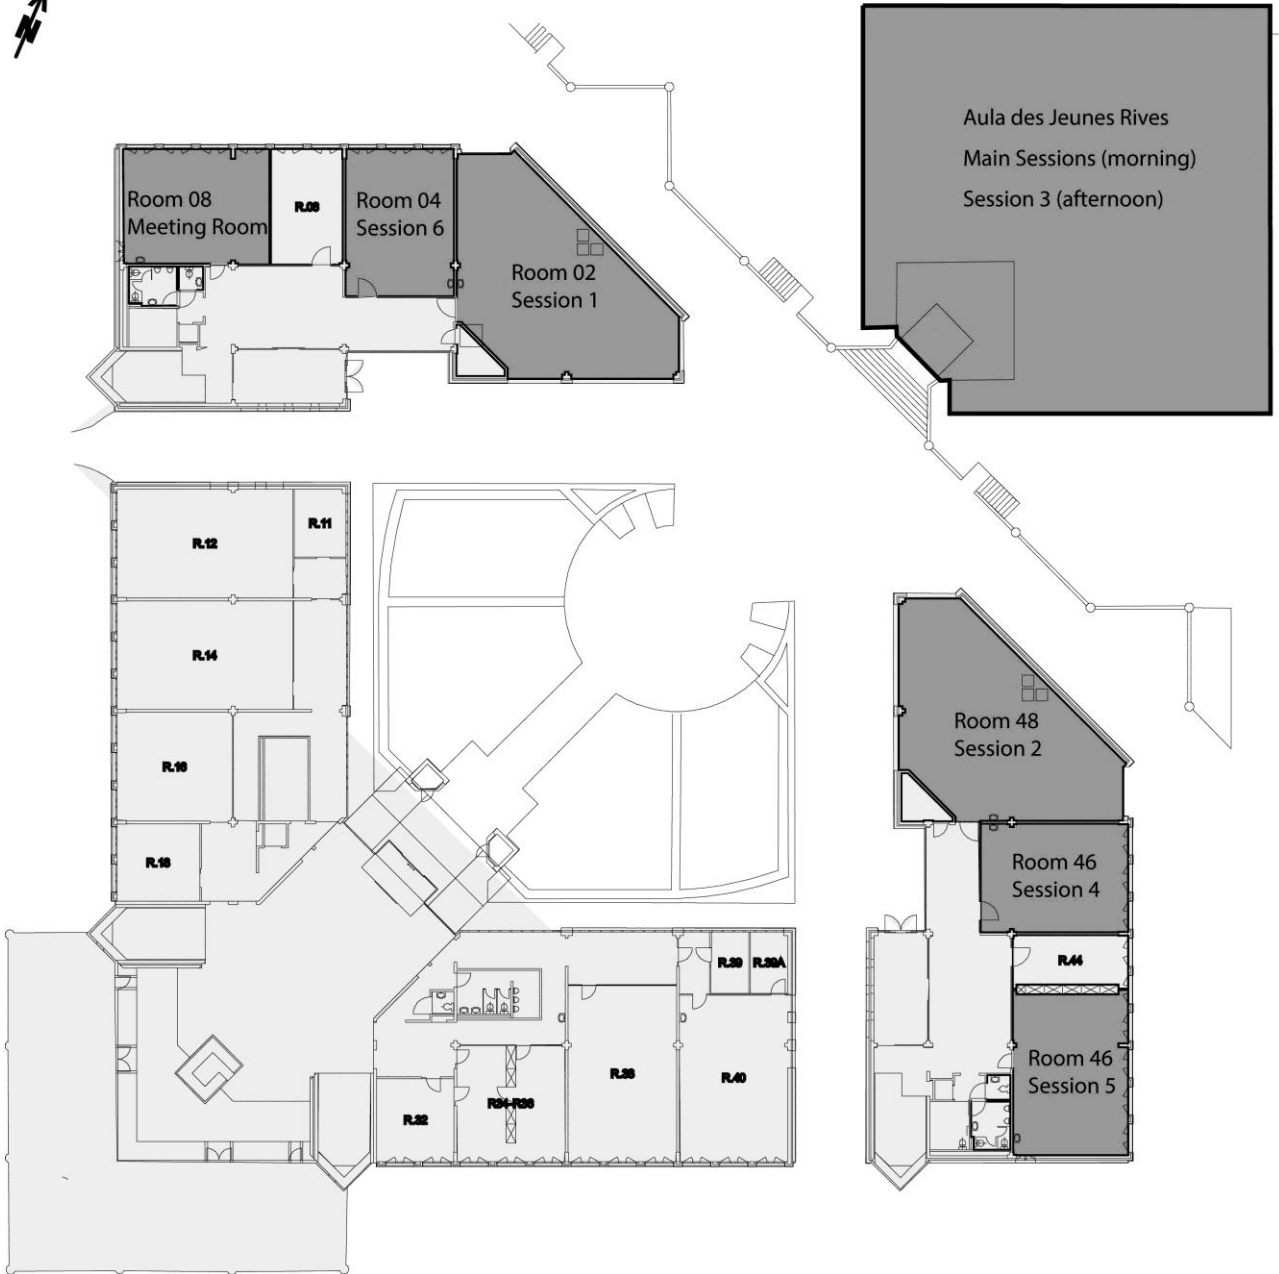 N
Aula des Jeunes Rives
Main Sessions (morning)
Session 3 (afternoon)
Room 08
Meeting Room
R.06
Room 04
Session 6
Room 02
Session 1
R.12
R.11
R.14
R.16
R.18
Room 48
Session 2
Room 46
Session 4
R.44
Room 46
Session 5
R.39
R.39A
R.38
R.40
R34-R36
R.32